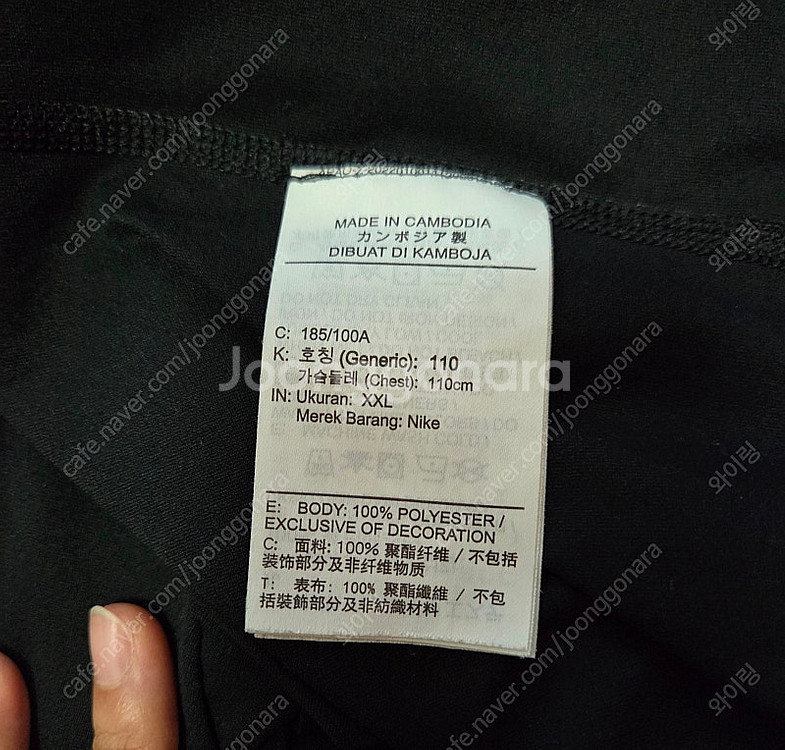 MADE IN CAMBODIA
カンボジア製
DIBUAT DI KAMBOJA
C: 185/100A
K: 호칭 (Generic): 110
가슴둘레 (Chest): 110cm
IN: Ukuran: XXL
Merek Barang: Nike
E: BODY: 100% POLYESTER /
EXCLUSIVE OF DECORATION
C: 面料: 100% 聚酯纤维 / 不包括
装饰部分及非纤维物质
T: 表布: 100% 聚酯纖維 / 不包
括裝飾部分及非紡織材料
Joonggonara
cafe.naver.com/joonggonara
와이링